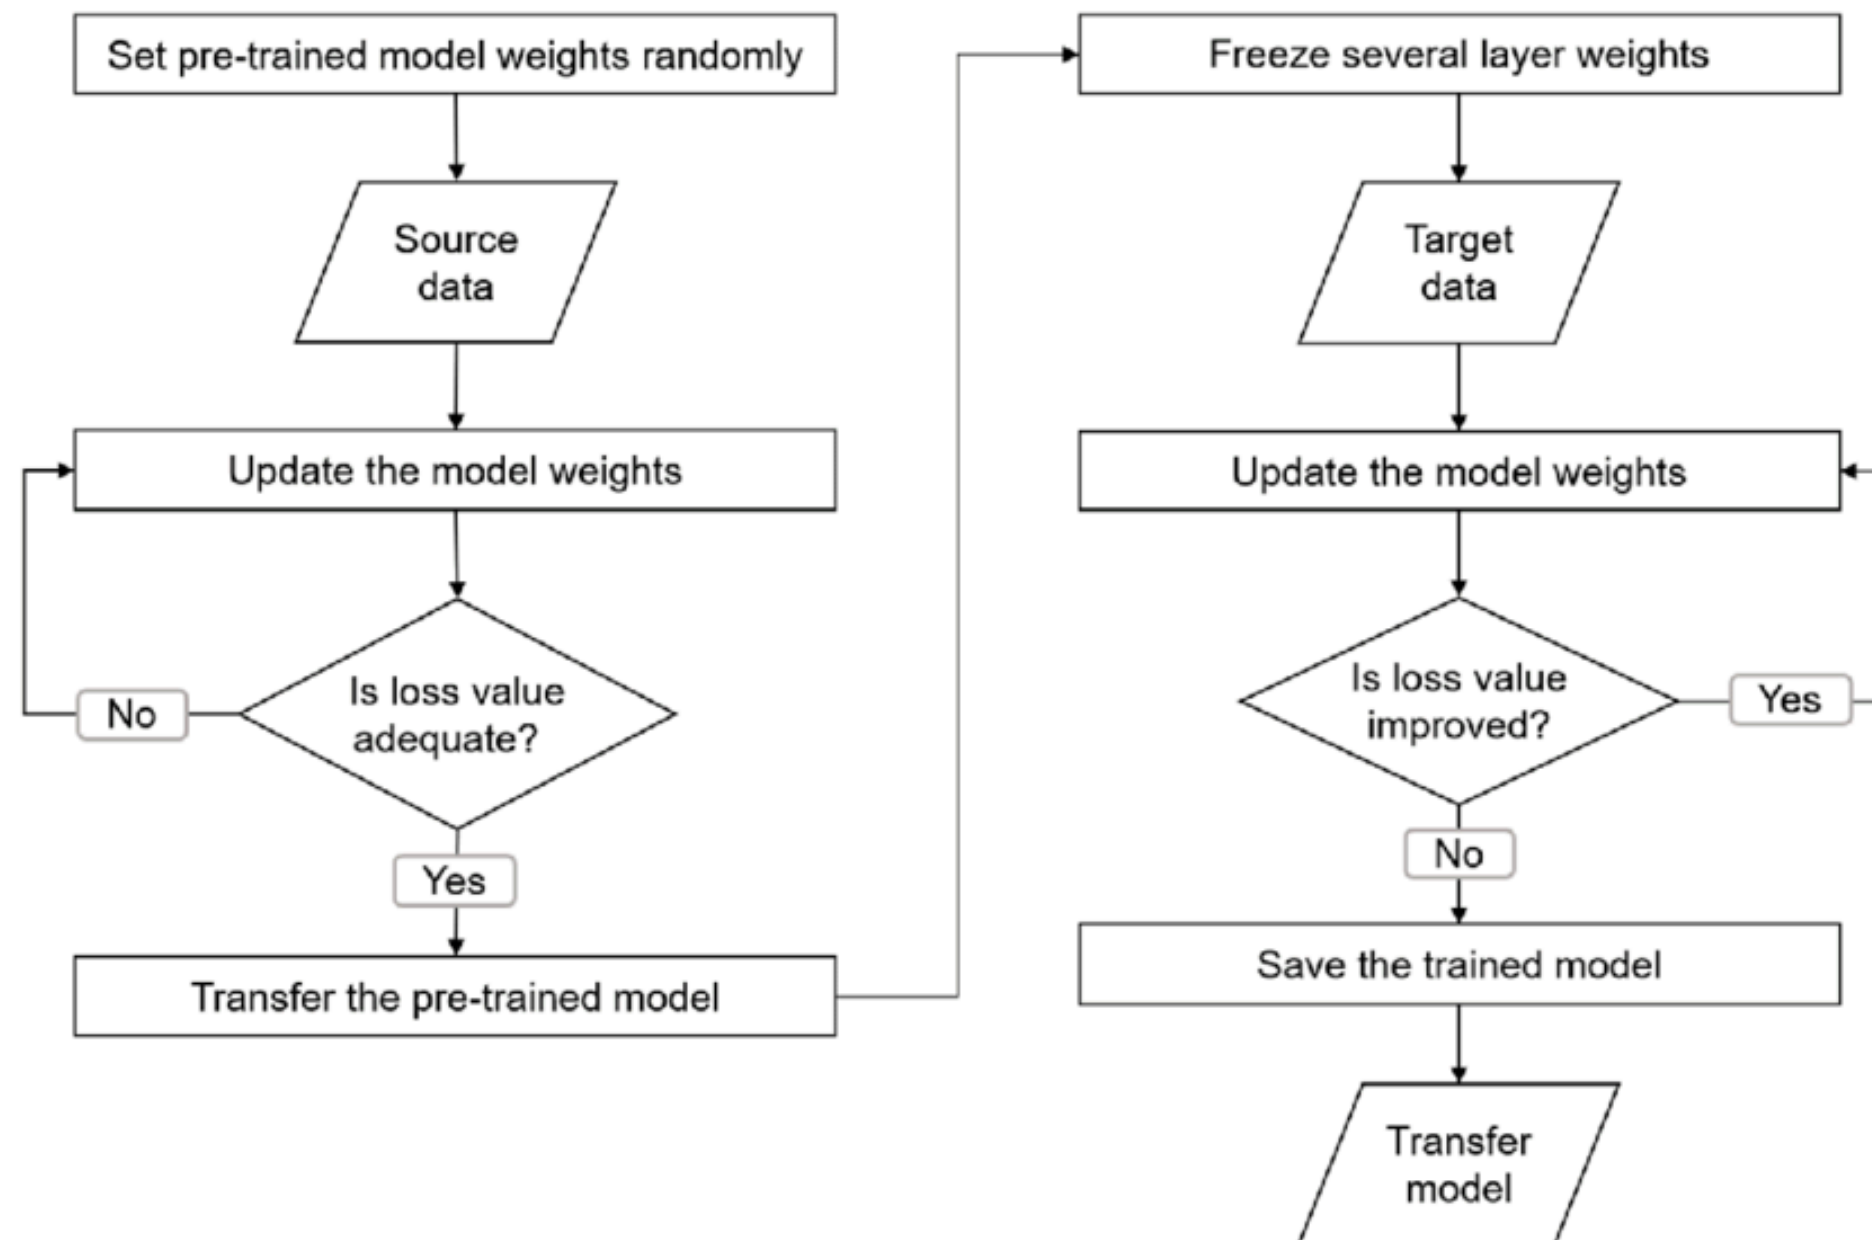 Set pre-trained model weights randomly
Source
data
Update the model weights
Is loss value
adequate?
No
Yes
Transfer the pre-trained model
Freeze several layer weights
Target
data
Update the model weights
Is loss value
improved?
Yes
No
Save the trained model
Transfer
model